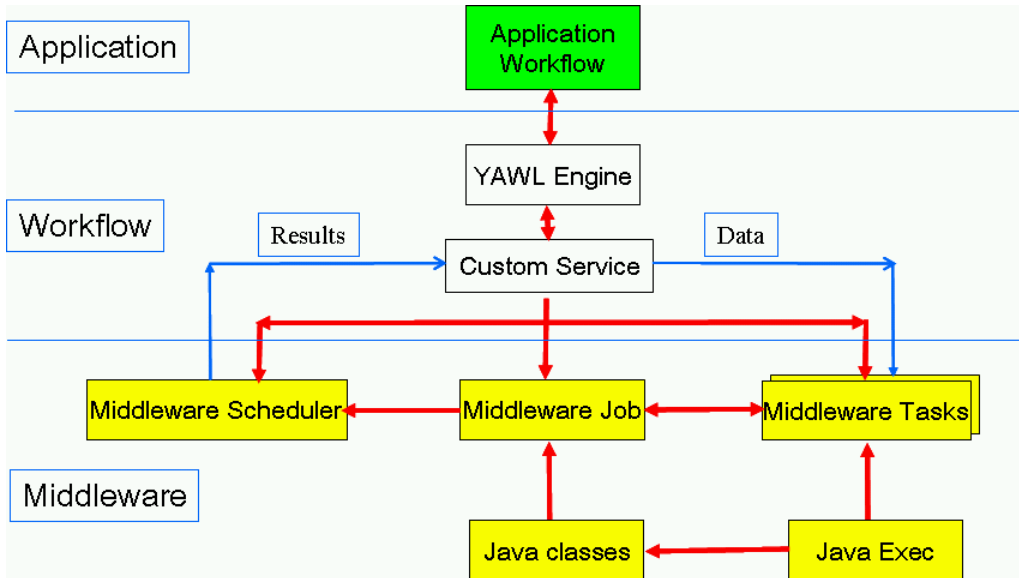 Application
Application
Workflow
YAWL Engine
Workflow
Results
Data
Custom Service
Middleware Scheduler
Middleware Job
Middleware Tasks
Middleware
Java classes
Java Exec